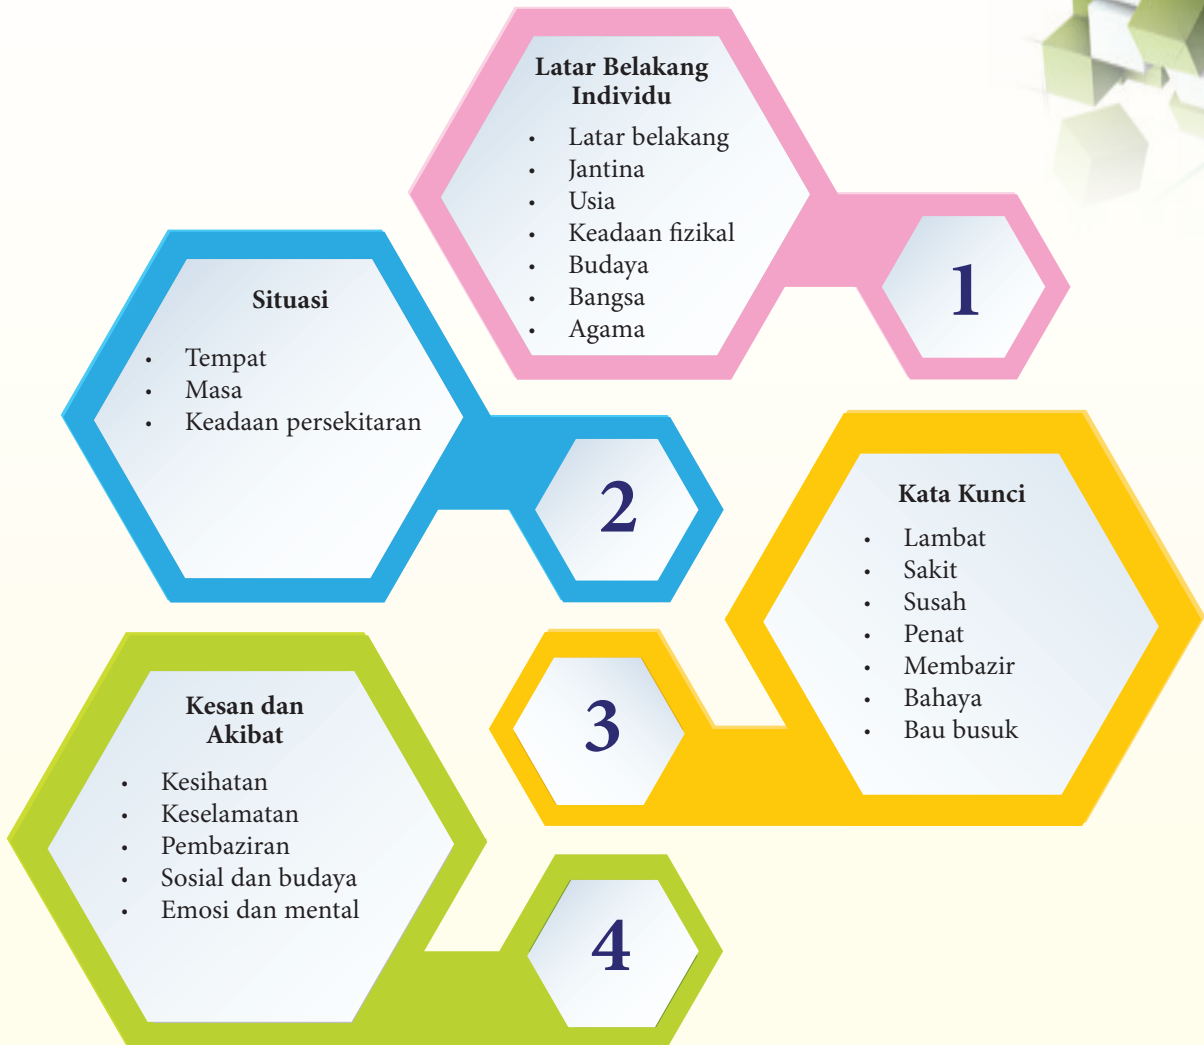 Latar Belakang
Individu
• Latar belakang
• Jantina
• Usia
• Keadaan fizikal
• Budaya
• Bangsa
• Agama
1
Situasi
• Tempat
• Masa
• Keadaan persekitaran
2
Kata Kunci
• Lambat
• Sakit
• Susah
• Penat
• Membazir
• Bahaya
• Bau busuk
3
Kesan dan
Akibat
• Kesihatan
• Keselamatan
• Pembaziran
• Sosial dan budaya
• Emosi dan mental
4